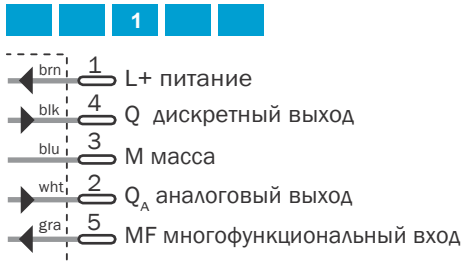 1
brn 1 L+ питание
blk 4 Q дискретный выход
blu 3 M масса
wht 2 QA аналоговый выход
gra 5 MF многофункциональный вход